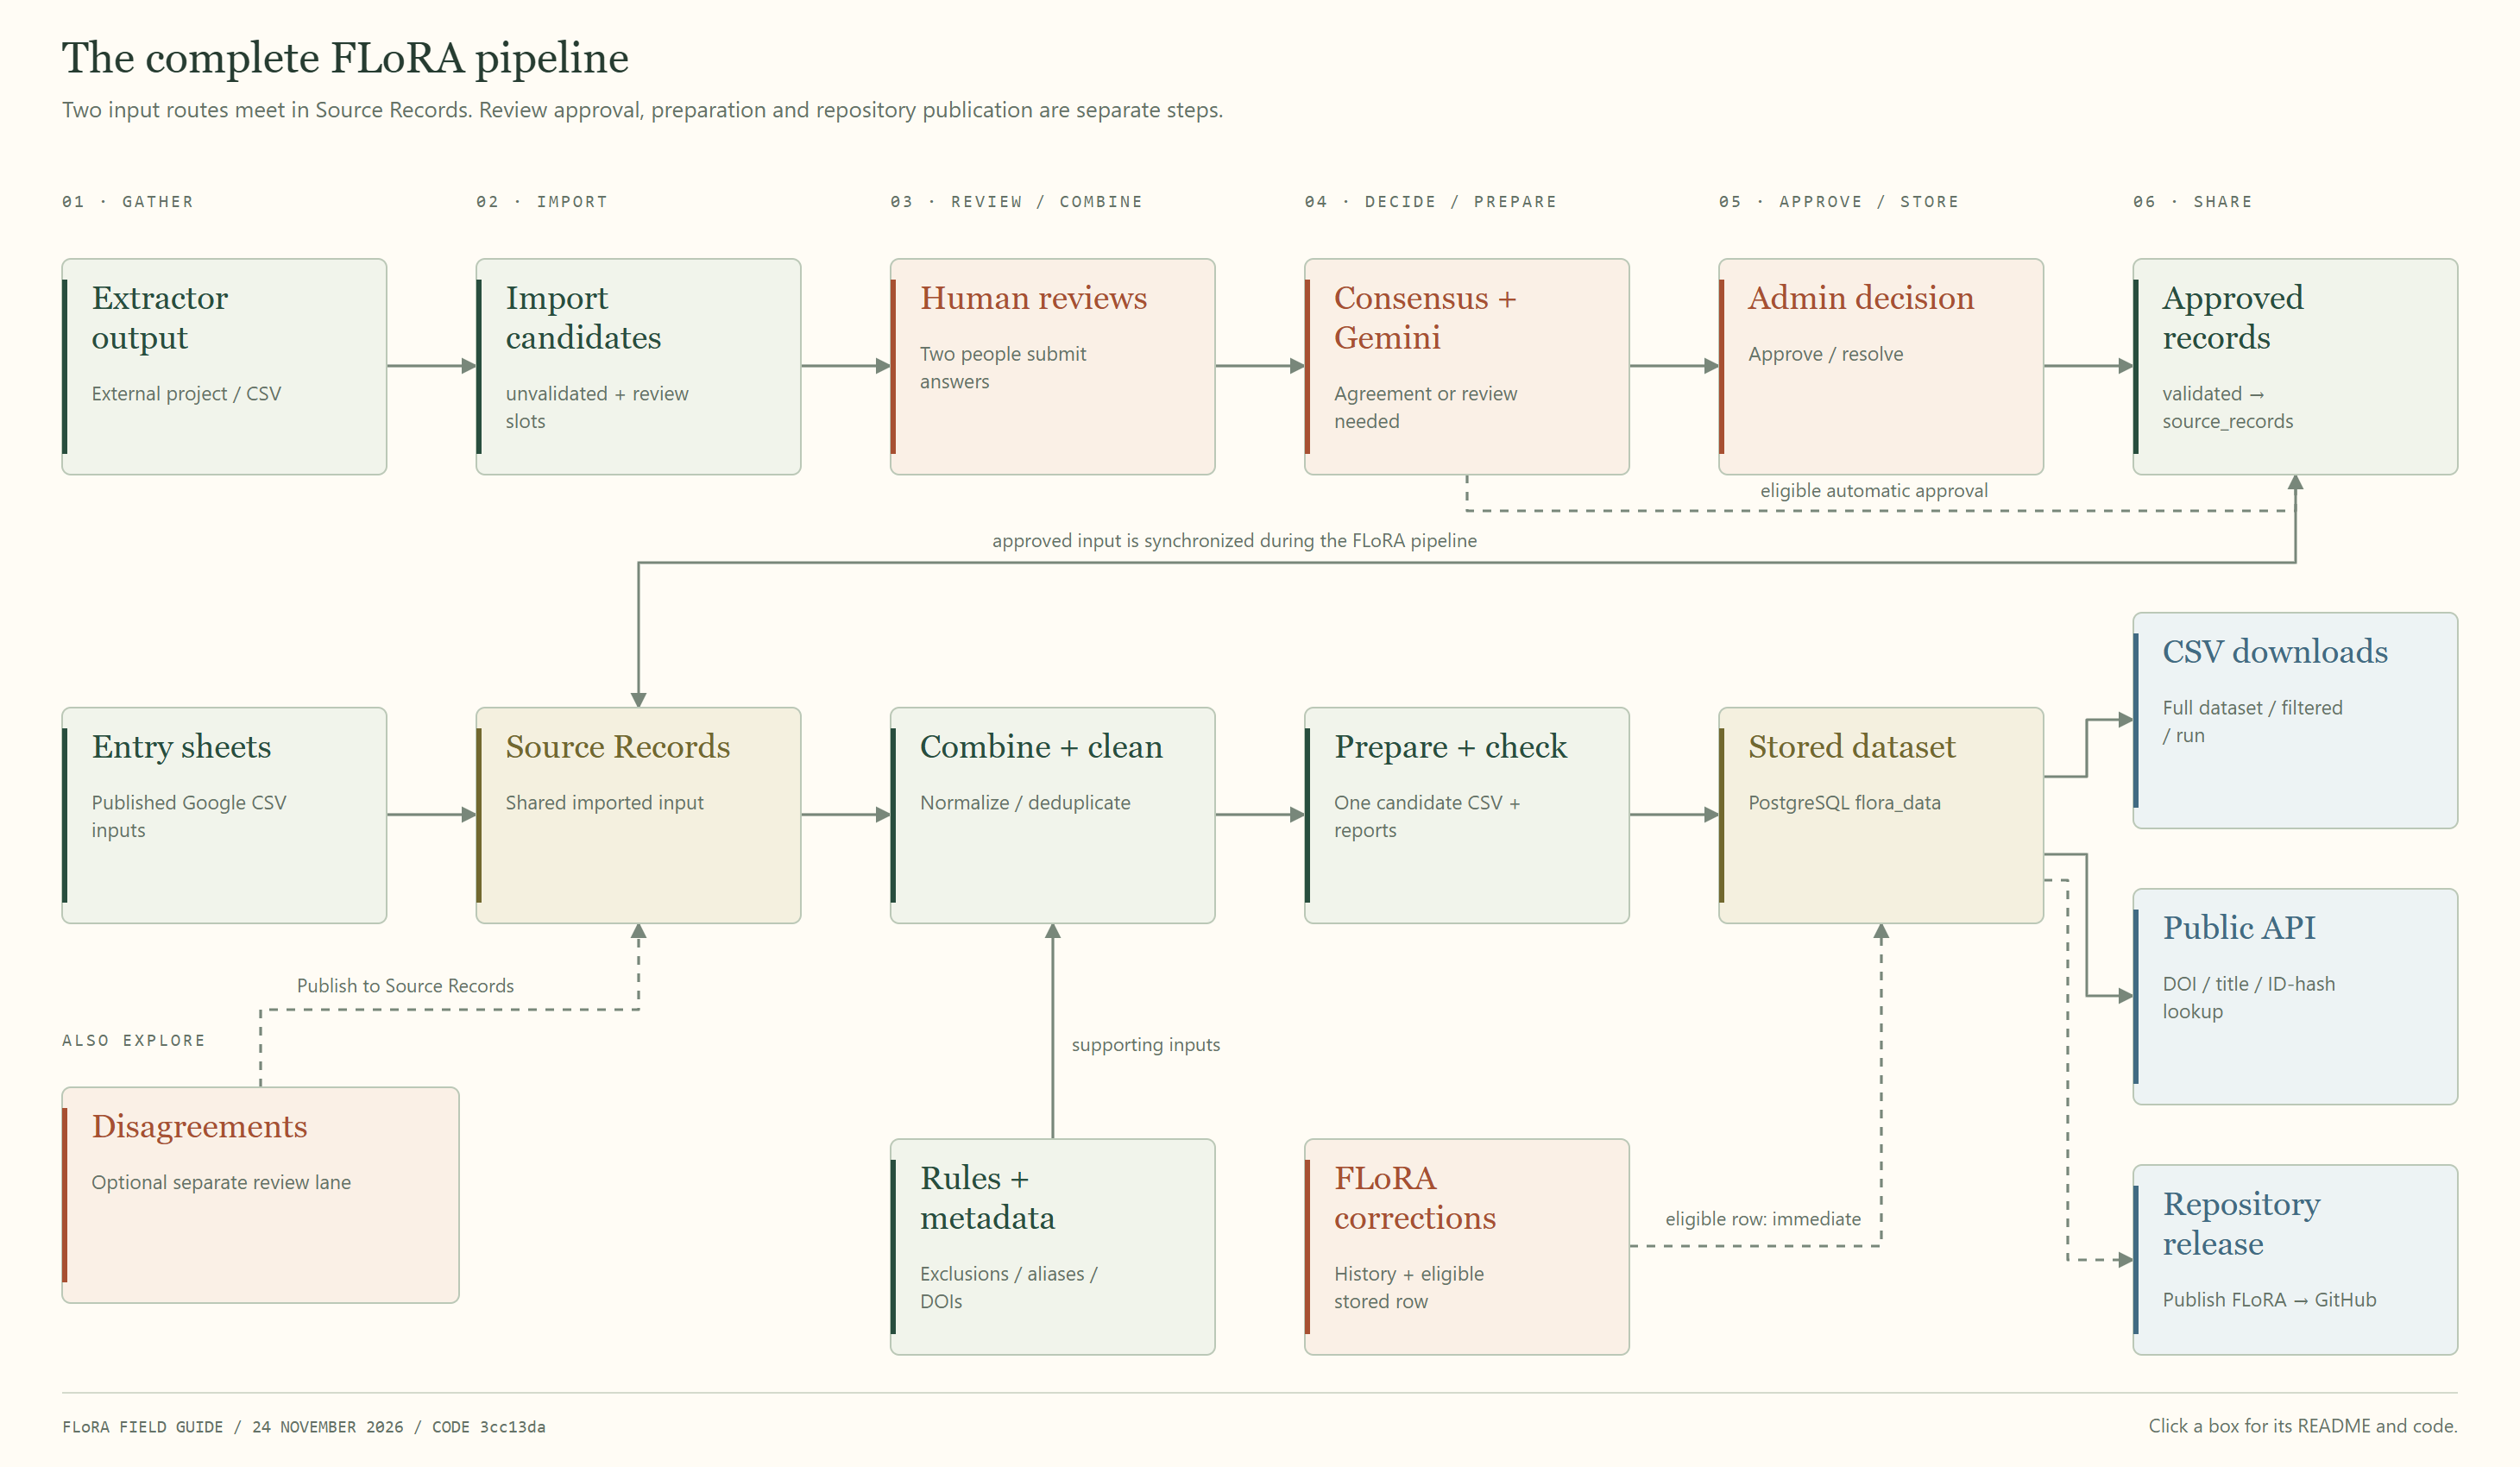 The complete FLoRA pipeline
Two input routes meet in Source Records. Review approval, preparation and repository publication are separate steps.
01 · GATHER
02 · IMPORT
03 · REVIEW / COMBINE
04 · DECIDE / PREPARE
05 · APPROVE / STORE
06 · SHARE
Extractor
output
External project / CSV
Import
candidates
unvalidated + review
slots
Human reviews
Two people submit
answers
Consensus +
Gemini
Agreement or review
needed
Admin decision
Approve / resolve
Approved
records
validated →
source_records
eligible automatic approval
approved input is synchronized during the FLoRA pipeline
Entry sheets
Published Google CSV
inputs
Source Records
Shared imported input
Combine + clean
Normalize / deduplicate
Prepare + check
One candidate CSV +
reports
Stored dataset
PostgreSQL flora_data
CSV downloads
Full dataset / filtered
/ run
Public API
DOI / title / ID-hash
lookup
Publish to Source Records
ALSO EXPLORE
Disagreements
Optional separate review lane
supporting inputs
Rules +
metadata
Exclusions / aliases /
DOIs
FLoRA
corrections
History + eligible
stored row
eligible row: immediate
Repository
release
Publish FLoRA → GitHub
FLoRA FIELD GUIDE / 24 NOVEMBER 2026 / CODE 3cc13da
Click a box for its README and code.